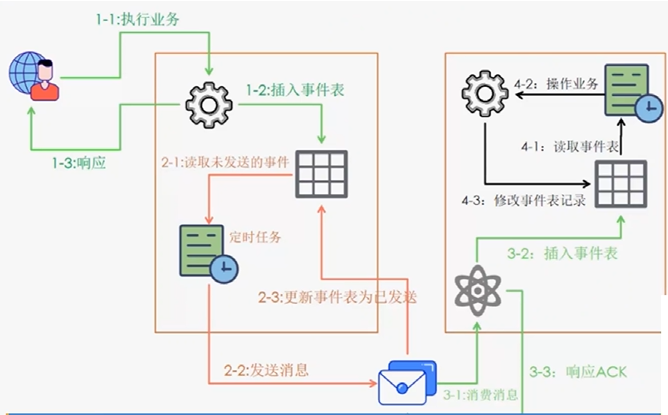 1-1:执行业务
1-2:插入事件表
1-3:响应
2-1:读取未发送的事件
定时任务
2-3:更新事件表为已发送
2-2:发送消息
4-2：操作业务
4-1：读取事件表
4-3：修改事件表记录
3-2：插入事件表
3-3：响应ACK
3-1:消费消息